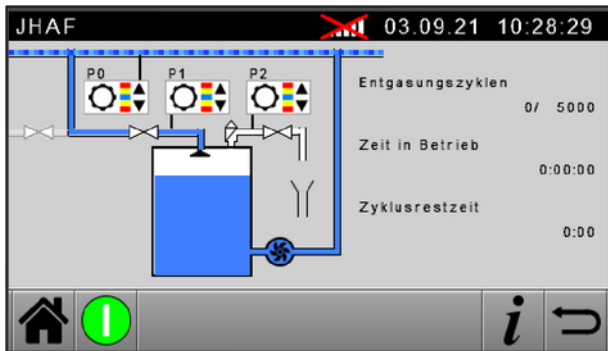 JHAF 03.09.21 10:28:29
P0 P1 P2
Entgasungszyklen
0/ 5000
Zeit in Betrieb
0:00:00
Zyklusrestzeit
0:00
i